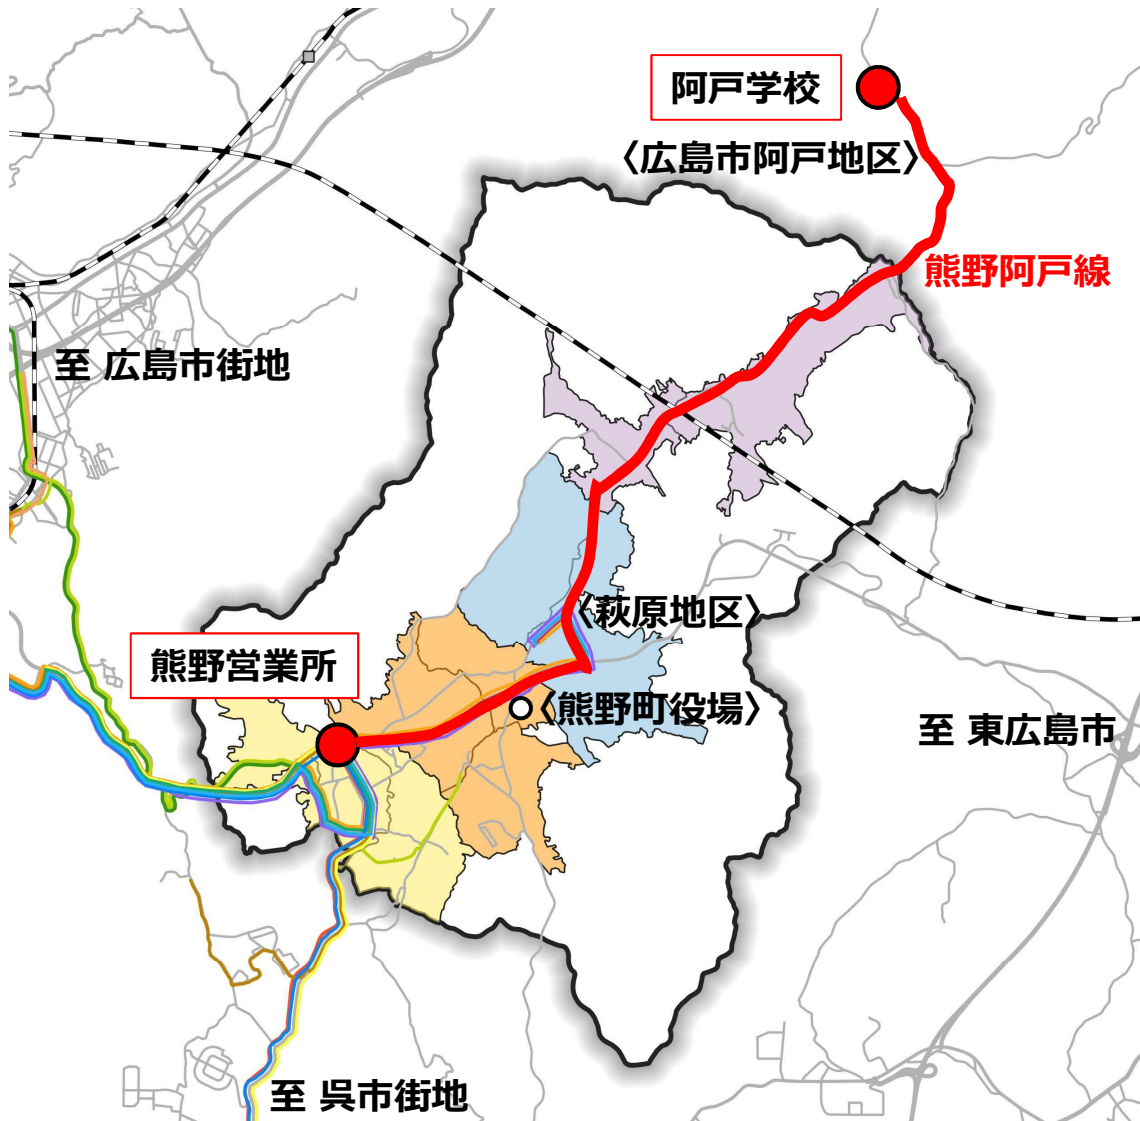 阿戸学校
〈広島市阿戸地区〉
熊野阿戸線
至 広島市街地
〈萩原地区〉
熊野営業所
〈熊野町役場〉
至 東広島市
至 呉市街地